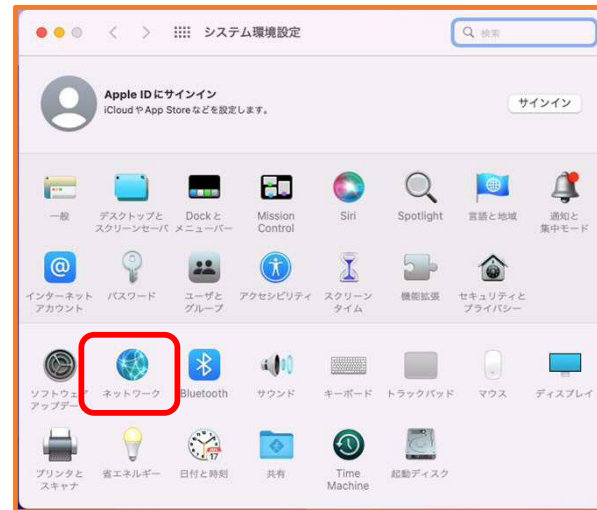 システム環境設定
検索
Apple IDにサインイン
iCloudやApp Storeなどを設定します。
サインイン
一般
デスクトップと
スクリーンセーバ
Dockと
メニューバー
Mission
Control
Siri
Spotlight
言語と地域
通知と
集中モード
インターネット
アカウント
パスワード
ユーザと
グループ
アクセシビリティ
スクリーン
タイム
機能拡張
セキュリティと
プライバシー
ソフトウェア
アップデート
ネットワーク
Bluetooth
サウンド
キーボード
トラックパッド
マウス
ディスプレイ
プリンタと
スキャナ
省エネルギー
17
日付と時刻
共有
Time
Machine
起動ディスク